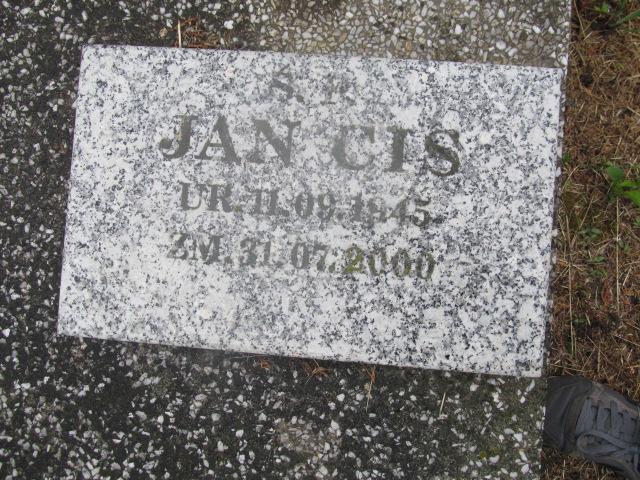 Ś. P.
JAN CIS
UR. 11.09.1945.
ZM. 31.07.2000